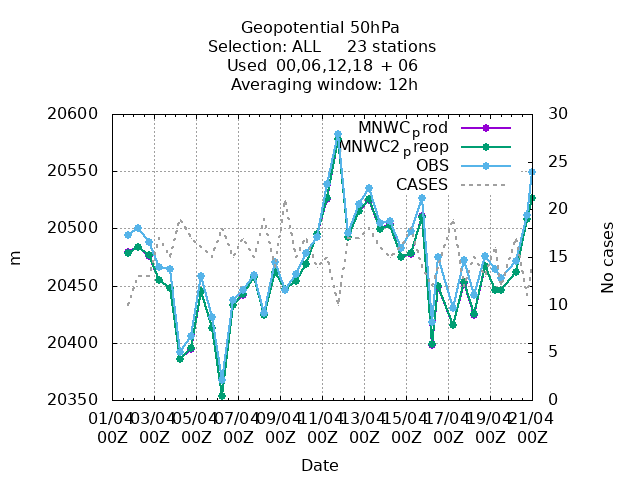 Geopotential 50hPa
Selection: ALL     23 stations
Used  00,06,12,18  + 06
Averaging window: 12h
20600 30
MNWCprod
MNWC2preop
OBS
CASES
20550 25
20500 20
m
No cases
15
20450
10
20400 5
20350 0
01/04 03/04 05/04 07/04 09/04 11/04 13/04 15/04 17/04 19/04 21/04
00Z 00Z 00Z 00Z 00Z 00Z 00Z 00Z 00Z 00Z 00Z
Date